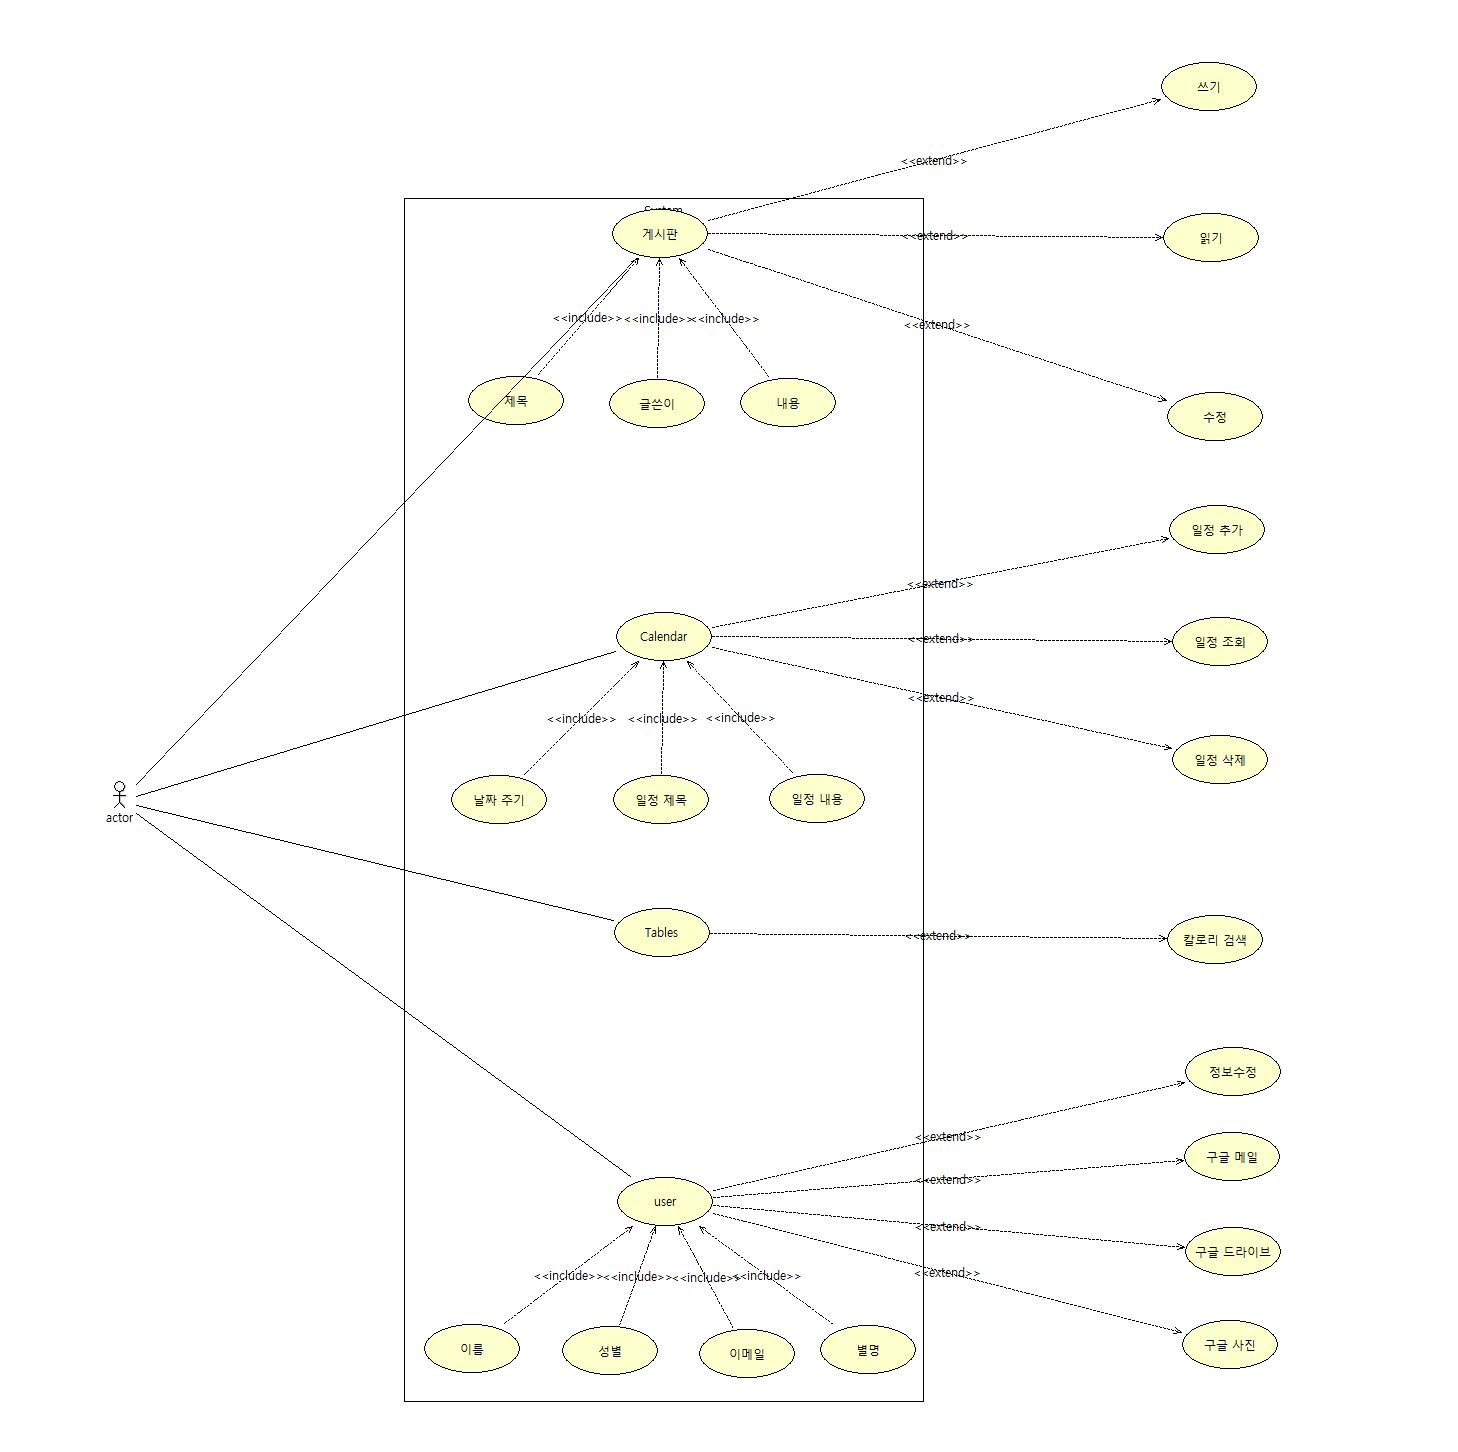 쓰기
<<extend>>
System
게시판
<<extend>>
읽기
<<include>> <<include>> <<include>>
<<extend>>
제목
글쓴이
내용
수정
일정 추가
<<extend>>
Calendar
<<extend>>
일정 조회
<<extend>>
<<include>> <<include>> <<include>>
일정 삭제
날짜 주기
일정 제목
일정 내용
actor
Tables
<<extend>>
칼로리 검색
정보수정
<<extend>>
구글 메일
<<extend>>
user
<<extend>>
구글 드라이브
<<extend>>
<<include>> <<include>> <<include>> <<include>>
구글 사진
이름
성별
이메일
별명